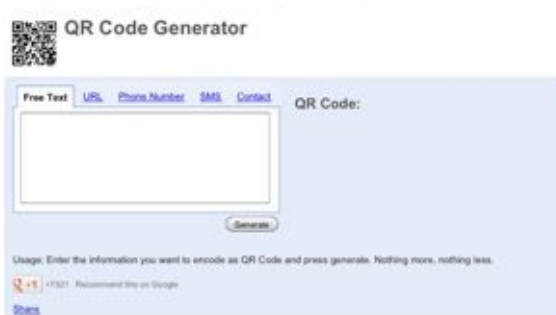 QR Code Generator
Free Text URL Phone Number SMS Contact
QR Code:
Generate
Usage: Enter the information you want to encode as QR Code and press generate. Nothing more, nothing less.
+1 +7321 Recommend this on Google
Share